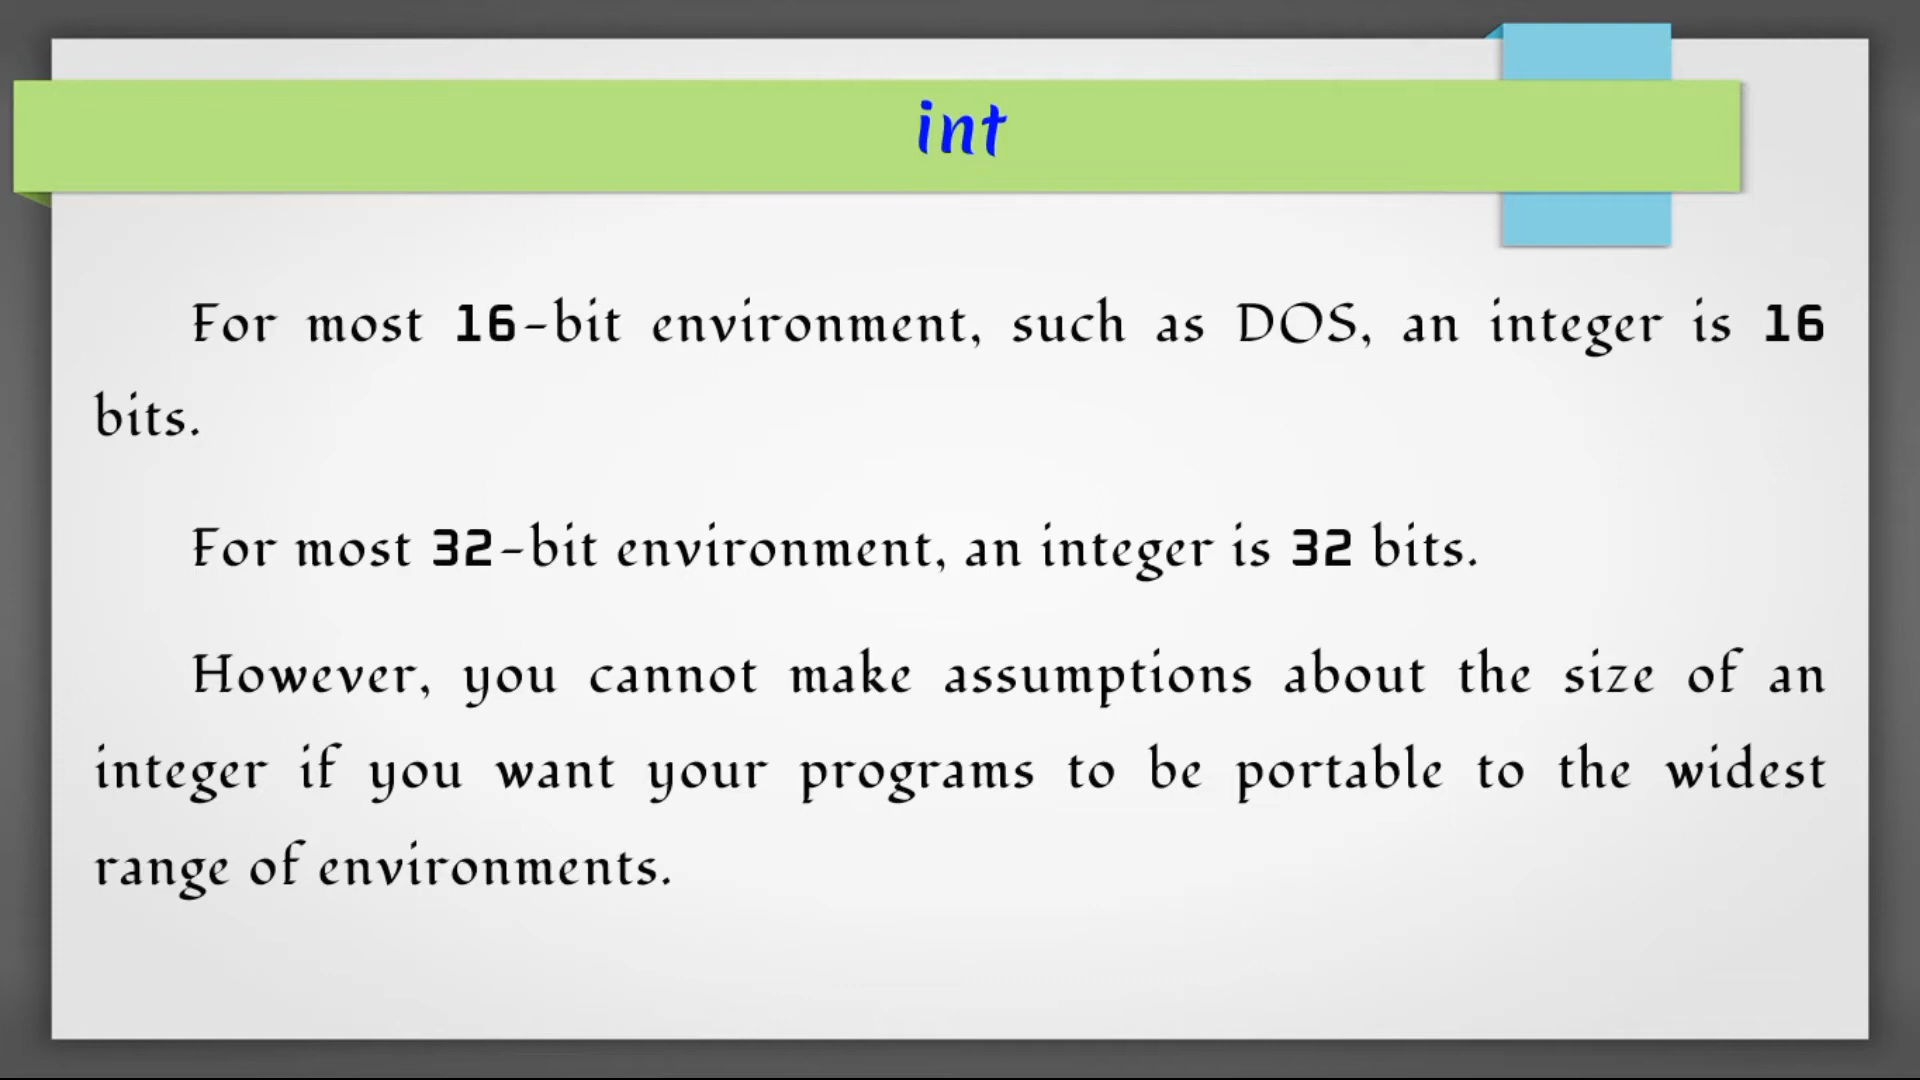 int
For most 16-bit environment, such as DOS, an integer is 16
bits.
For most 32-bit environment, an integer is 32 bits.
However, you cannot make assumptions about the size of an
integer if you want your programs to be portable to the widest
range of environments.